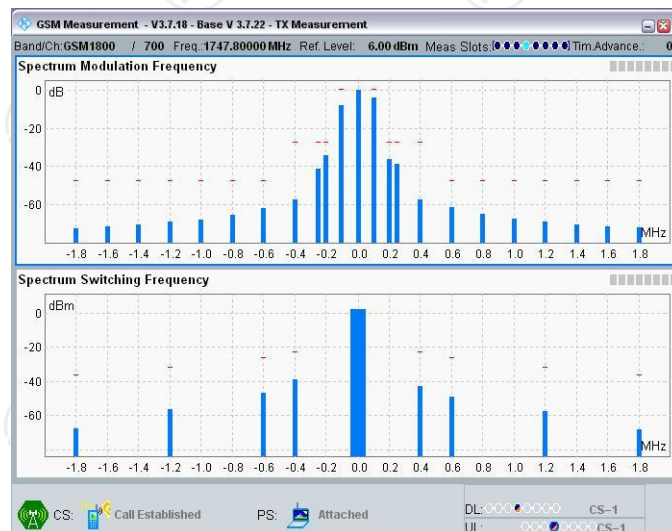 GSM Measurement - V3.7.18 - Base V 3.7.22 - TX Measurement
Band/Ch:GSM1800 / 700 Freq.:1747.80000 MHz Ref. Level: 6.00 dBm Meas Slots: Tim.Advance.: 0
Spectrum Modulation Frequency
0 dB
-20
-40
-60
MHz
-1.8 -1.6 -1.4 -1.2 -1.0 -0.8 -0.6 -0.4 -0.2 0.0 0.2 0.4 0.6 0.8 1.0 1.2 1.4 1.6 1.8
Spectrum Switching Frequency
dBm
0
-20
-40
-60
MHz
-1.8 -1.6 -1.4 -1.2 -1.0 -0.8 -0.6 -0.4 -0.2 0.0 0.2 0.4 0.6 0.8 1.0 1.2 1.4 1.6 1.8
CS: Call Established PS: Attached
DL: CS-1
UL: CS-1